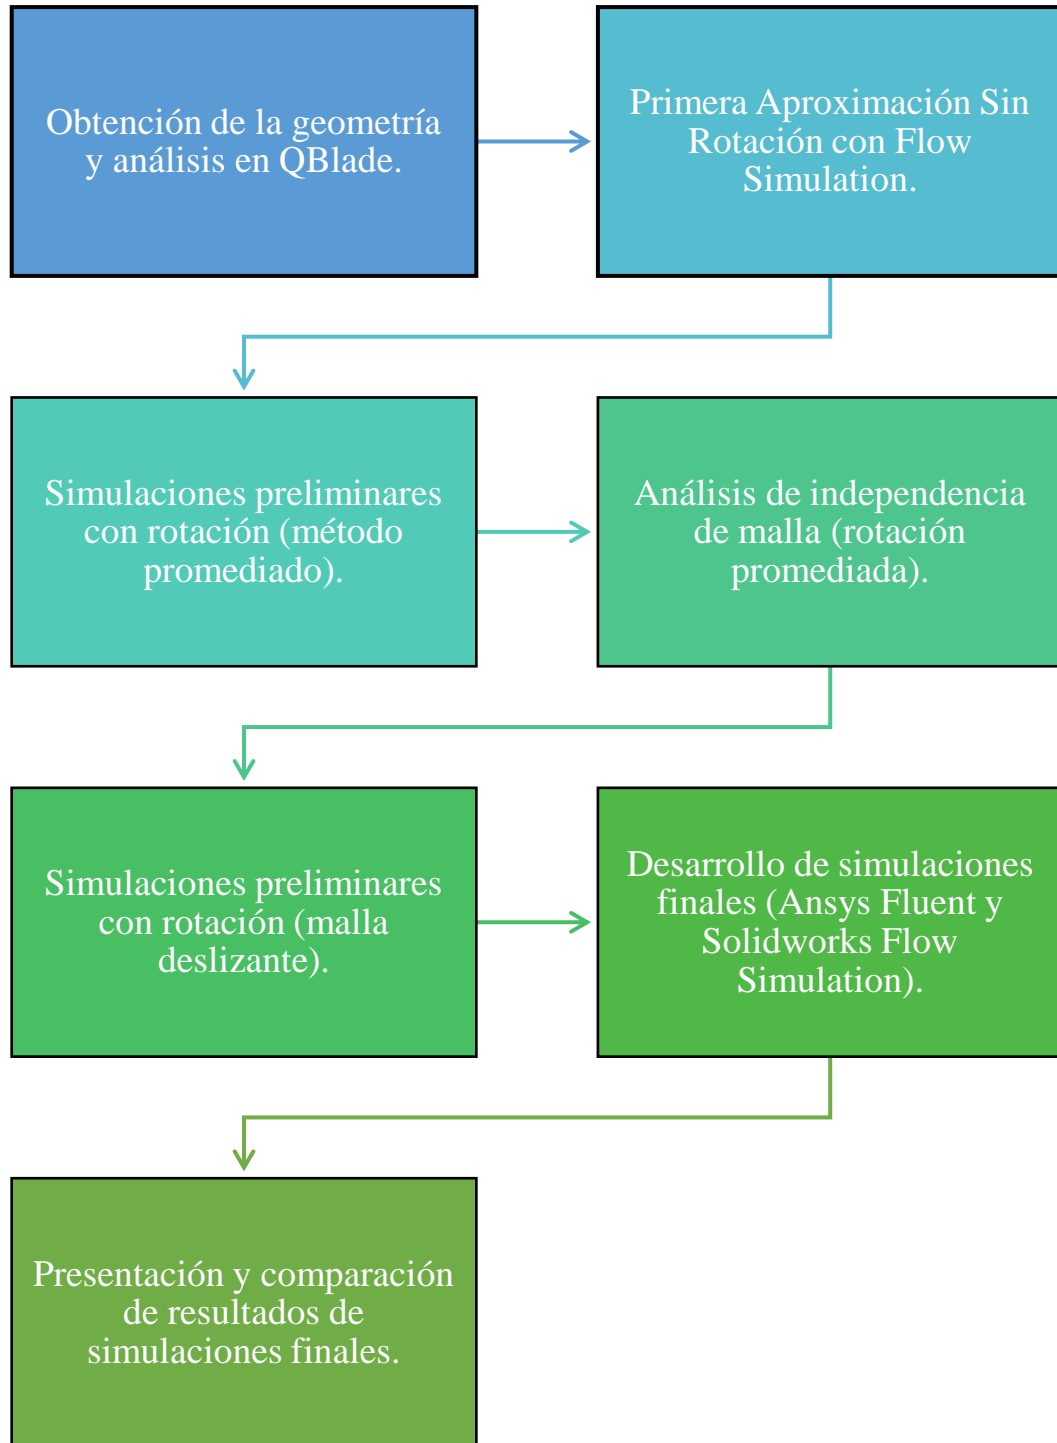 Obtención de la geometría
y análisis en QBlade.
Primera Aproximación Sin
Rotación con Flow
Simulation.
Simulaciones preliminares
con rotación (método
promediado).
Análisis de independencia
de malla (rotación
promediada).
Simulaciones preliminares
con rotación (malla
deslizante).
Desarrollo de simulaciones
finales (Ansys Fluent y
Solidworks Flow
Simulation).
Presentación y comparación
de resultados de
simulaciones finales.